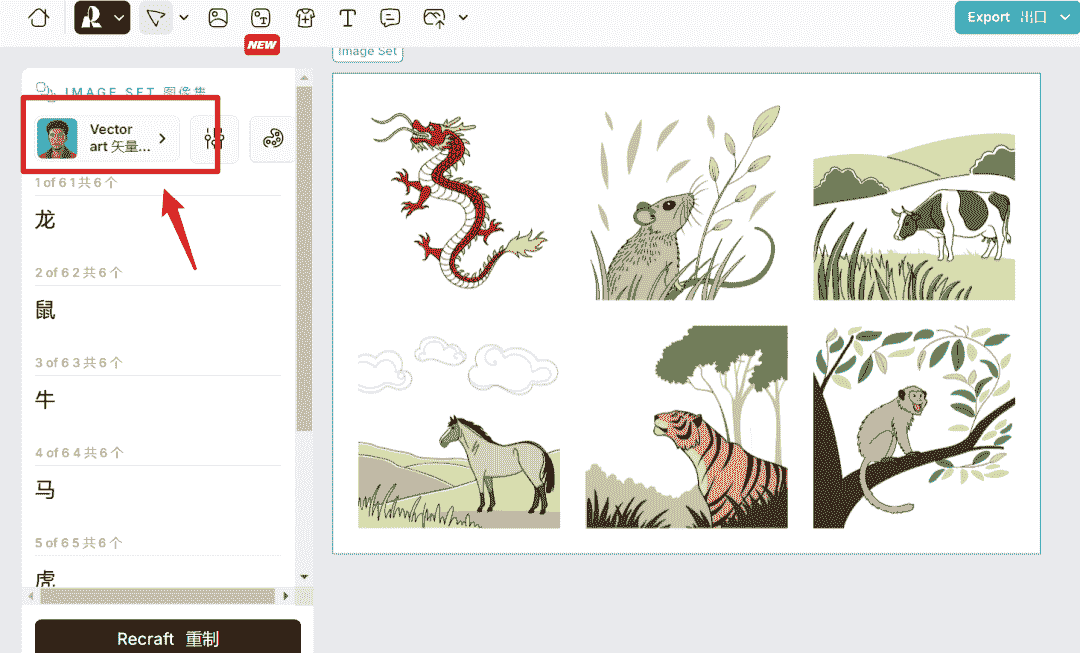 Export 出口
NEW
Image Set
IMAGE SET 图像集
Vector
art 矢量...
1 of 6 1 共 6 个
龙
2 of 6 2 共 6 个
鼠
3 of 6 3 共 6 个
牛
4 of 6 4 共 6 个
马
5 of 6 5 共 6 个
虎
Recraft 重制